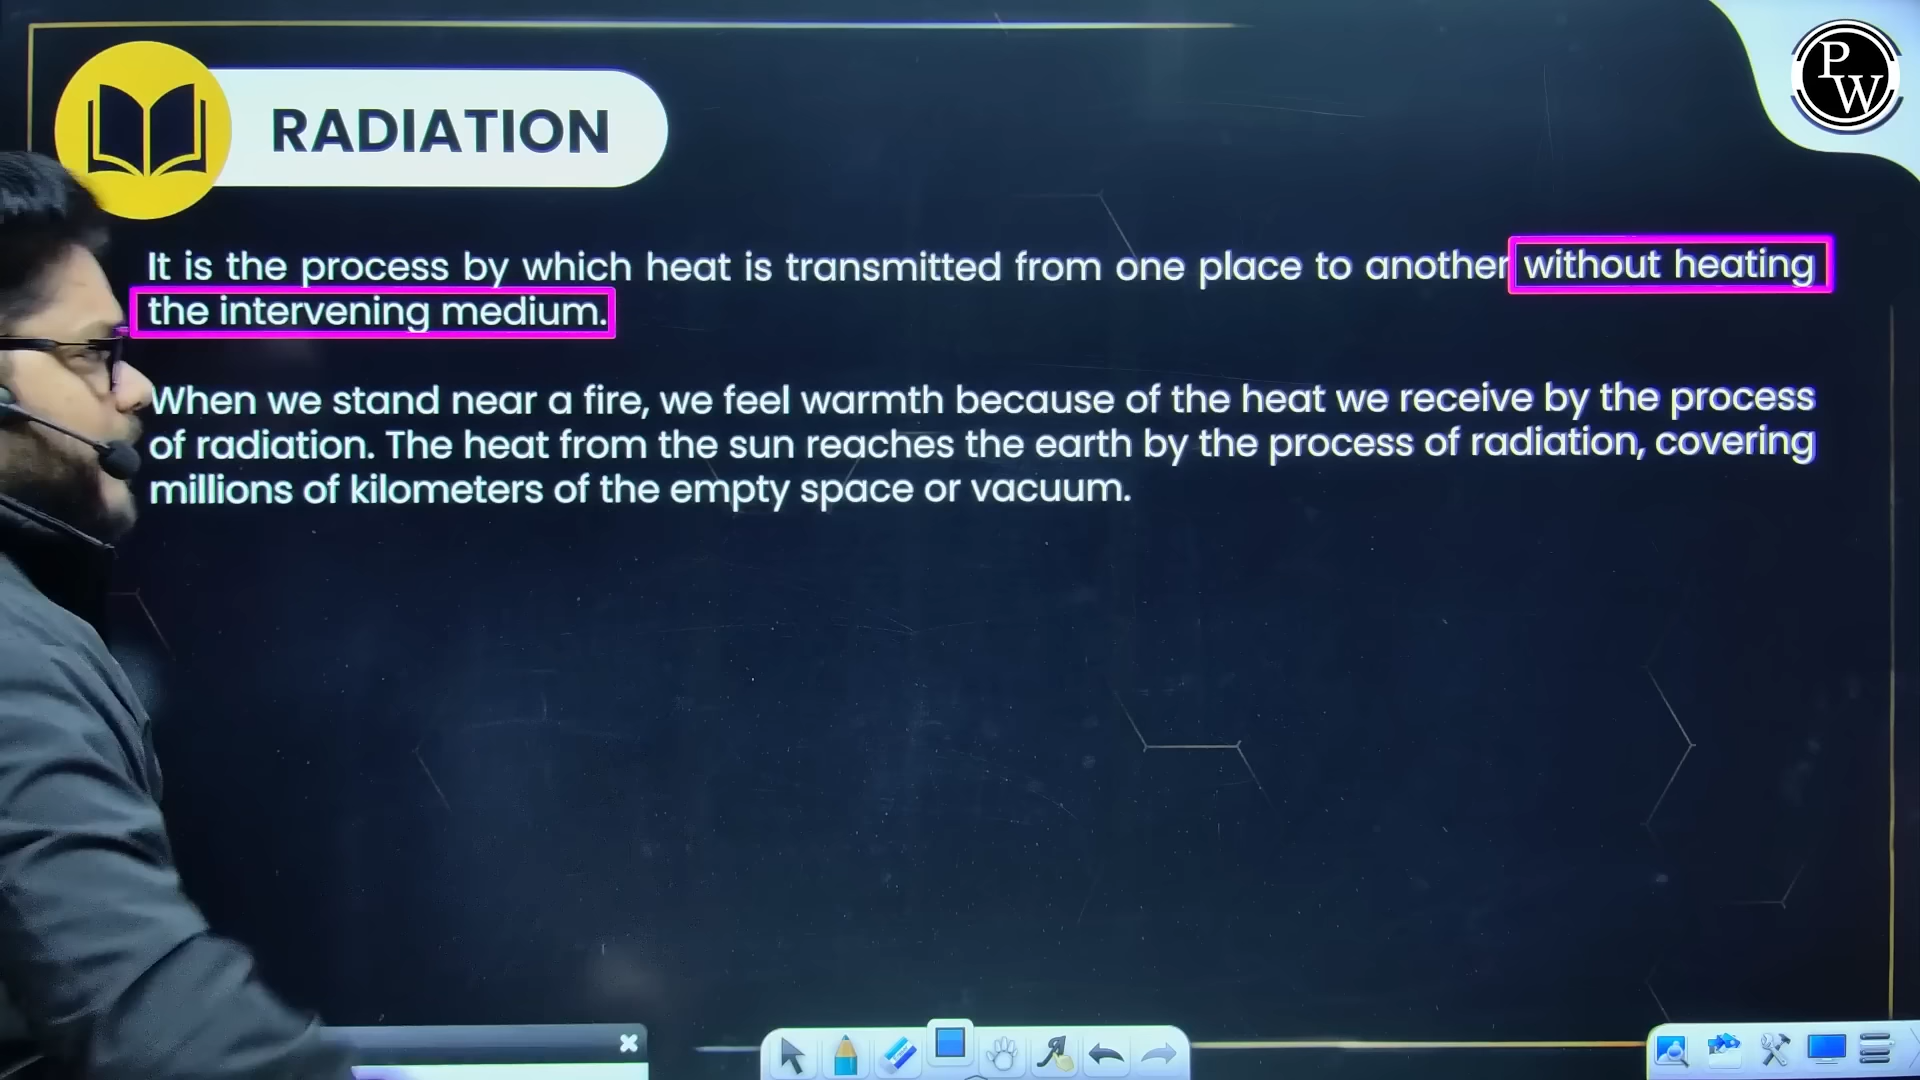 RADIATION
PW
It is the process by which heat is transmitted from one place to another without heating
the intervening medium.
When we stand near a fire, we feel warmth because of the heat we receive by the process
of radiation. The heat from the sun reaches the earth by the process of radiation, covering
millions of kilometers of the empty space or vacuum.